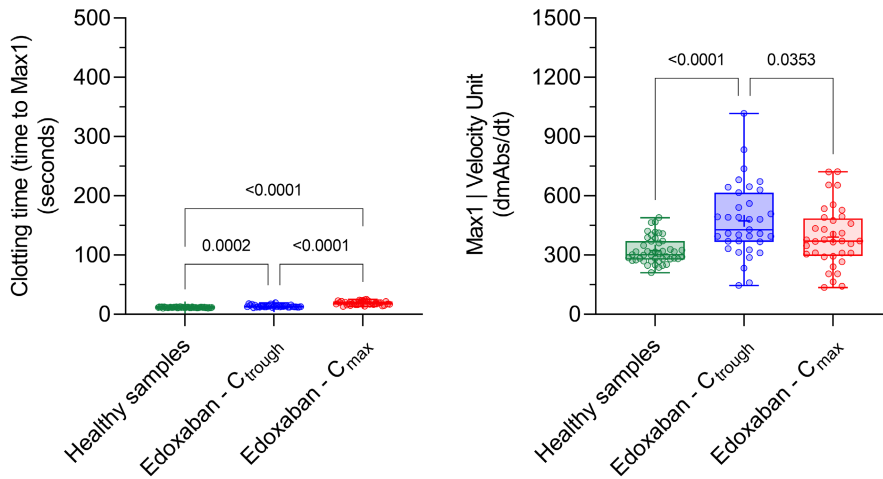 Clotting time (time to Max1)
(seconds)
500
400
300
200
100
0
<0.0001
0.0002
<0.0001
Healthy samples
Edoxaban - Ctrough
Edoxaban - Cmax
Max1 | Velocity Unit
(dmAbs/dt)
1500
1200
900
600
300
0
<0.0001
0.0353
Healthy samples
Edoxaban - Ctrough
Edoxaban - Cmax